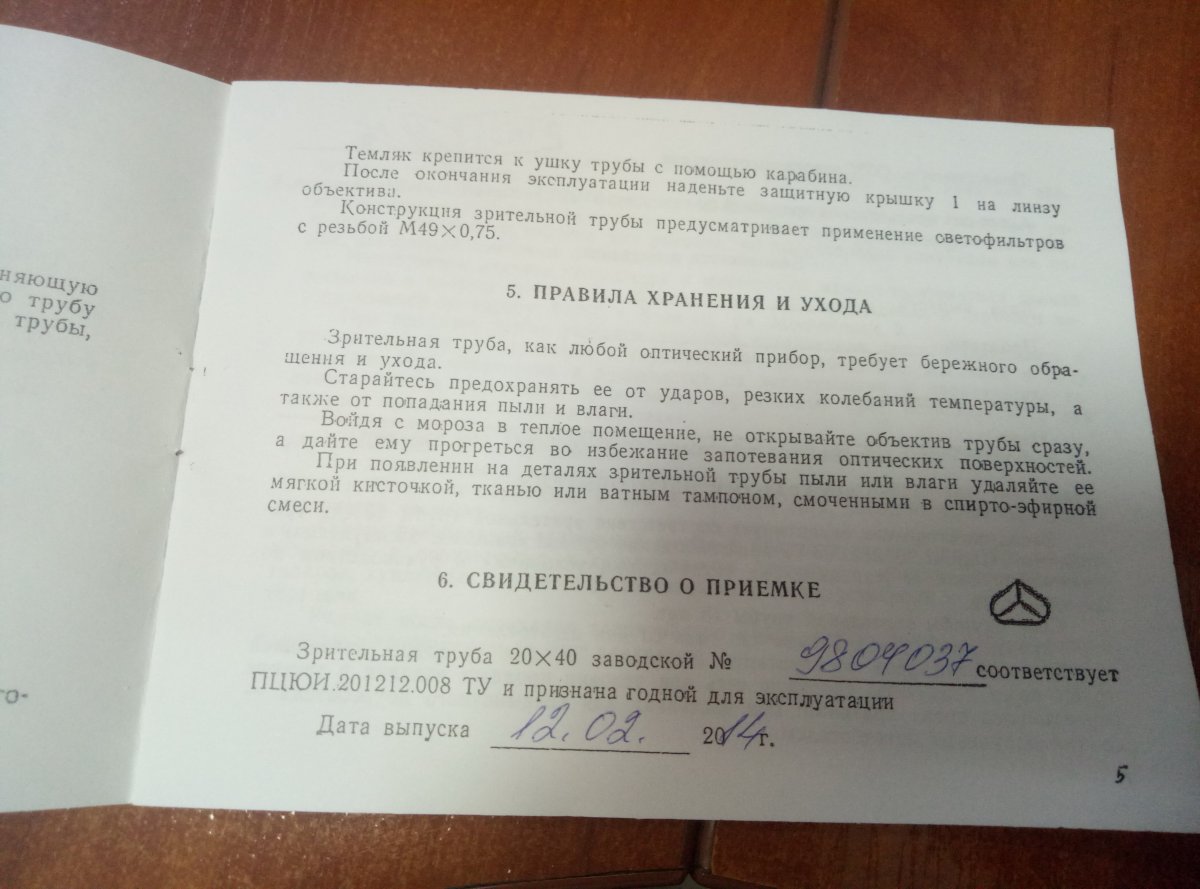 няющую
о трубу
трубы,
Темляк крепится к ушку трубы с помощью карабина.
После окончания эксплуатации наденьте защитную крышку 1 на линзу
объектива.
Конструкция зрительной трубы предусматривает применение светофильтров
с резьбой М49×0,75.
5. ПРАВИЛА ХРАНЕНИЯ И УХОДА
Зрительная труба, как любой оптический прибор, требует бережного обра-
щения и ухода.
Старайтесь предохранять ее от ударов, резких колебаний температуры, а
также от попадания пыли и влаги.
Войдя с мороза в теплое помещение, не открывайте объектив трубы сразу,
а дайте ему прогреться во избежание запотевания оптических поверхностей.
При появлении на деталях зрительной трубы пыли или влаги удаляйте ее
мягкой кисточкой, тканью или ватным тампоном, смоченными в спирто-эфирной
смеси.
6. СВИДЕТЕЛЬСТВО О ПРИЕМКЕ
Зрительная труба 20×40 заводской № 9804037 соответствует
ПЦЮИ.201212.008 ТУ и признана годной для эксплуатации
Дата выпуска 12.02. 2014г.
5